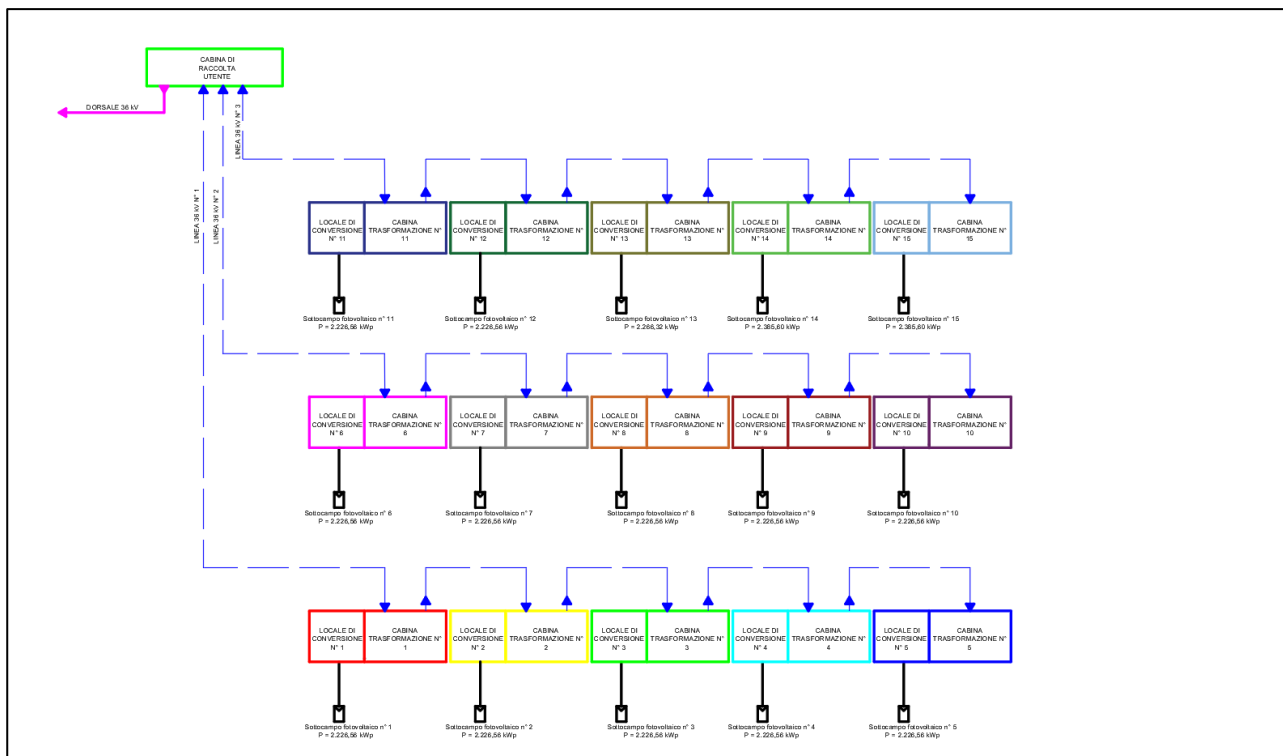 CABINA DI
RACCOLTA
UTENTE
DORSALE 36 kV
LINEA 36 kV N° 1
LINEA 36 kV N° 2
LINEA 36 kV N° 3
LOCALE DI
CONVERSIONE
N° 11
CABINA
TRASFORMAZIONE N°
11
LOCALE DI
CONVERSIONE
N° 12
CABINA
TRASFORMAZIONE N°
12
LOCALE DI
CONVERSIONE
N° 13
CABINA
TRASFORMAZIONE N°
13
LOCALE DI
CONVERSIONE
N° 14
CABINA
TRASFORMAZIONE N°
14
LOCALE DI
CONVERSIONE
N° 15
CABINA
TRASFORMAZIONE N°
15
Sottocampo fotovoltaico n° 11
P = 2.226,56 kWp
Sottocampo fotovoltaico n° 12
P = 2.226,56 kWp
Sottocampo fotovoltaico n° 13
P = 2.266,32 kWp
Sottocampo fotovoltaico n° 14
P = 2.385,60 kWp
Sottocampo fotovoltaico n° 15
P = 2.385,60 kWp
LOCALE DI
CONVERSIONE
N° 6
CABINA
TRASFORMAZIONE N°
6
LOCALE DI
CONVERSIONE
N° 7
CABINA
TRASFORMAZIONE N°
7
LOCALE DI
CONVERSIONE
N° 8
CABINA
TRASFORMAZIONE N°
8
LOCALE DI
CONVERSIONE
N° 9
CABINA
TRASFORMAZIONE N°
9
LOCALE DI
CONVERSIONE
N° 10
CABINA
TRASFORMAZIONE N°
10
Sottocampo fotovoltaico n° 6
P = 2.226,56 kWp
Sottocampo fotovoltaico n° 7
P = 2.226,56 kWp
Sottocampo fotovoltaico n° 8
P = 2.226,56 kWp
Sottocampo fotovoltaico n° 9
P = 2.226,56 kWp
Sottocampo fotovoltaico n° 10
P = 2.226,56 kWp
LOCALE DI
CONVERSIONE
N° 1
CABINA
TRASFORMAZIONE N°
1
LOCALE DI
CONVERSIONE
N° 2
CABINA
TRASFORMAZIONE N°
2
LOCALE DI
CONVERSIONE
N° 3
CABINA
TRASFORMAZIONE N°
3
LOCALE DI
CONVERSIONE
N° 4
CABINA
TRASFORMAZIONE N°
4
LOCALE DI
CONVERSIONE
N° 5
CABINA
TRASFORMAZIONE N°
5
Sottocampo fotovoltaico n° 1
P = 2.226,56 kWp
Sottocampo fotovoltaico n° 2
P = 2.226,56 kWp
Sottocampo fotovoltaico n° 3
P = 2.226,56 kWp
Sottocampo fotovoltaico n° 4
P = 2.226,56 kWp
Sottocampo fotovoltaico n° 5
P = 2.226,56 kWp